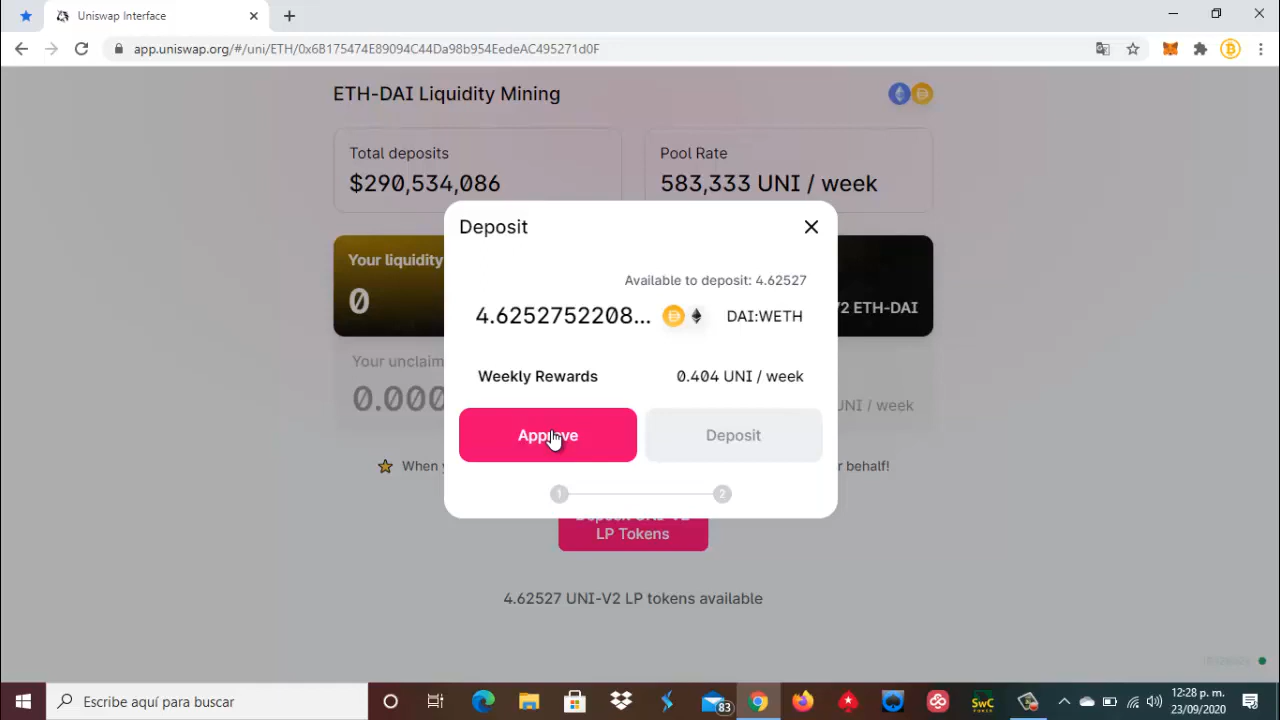 Uniswap Interface
app.uniswap.org/#/uni/ETH/0x6B175474E89094C44Da98b954EedeAC495271d0F
ETH-DAI Liquidity Mining
Total deposits
$290,534,086
Pool Rate
583,333 UNI / week
Deposit
Available to deposit: 4.62527
4.6252752208...
DAI:WETH
Weekly Rewards
0.404 UNI / week
Approve
Deposit
1
2
Your liquidity
0
V2 ETH-DAI
Your unclaim
0.000
UNI / week
When y
r behalf!
LP Tokens
4.62527 UNI-V2 LP tokens available
Escribe aquí para buscar
83
SwC
12:28 p. m.
23/09/2020